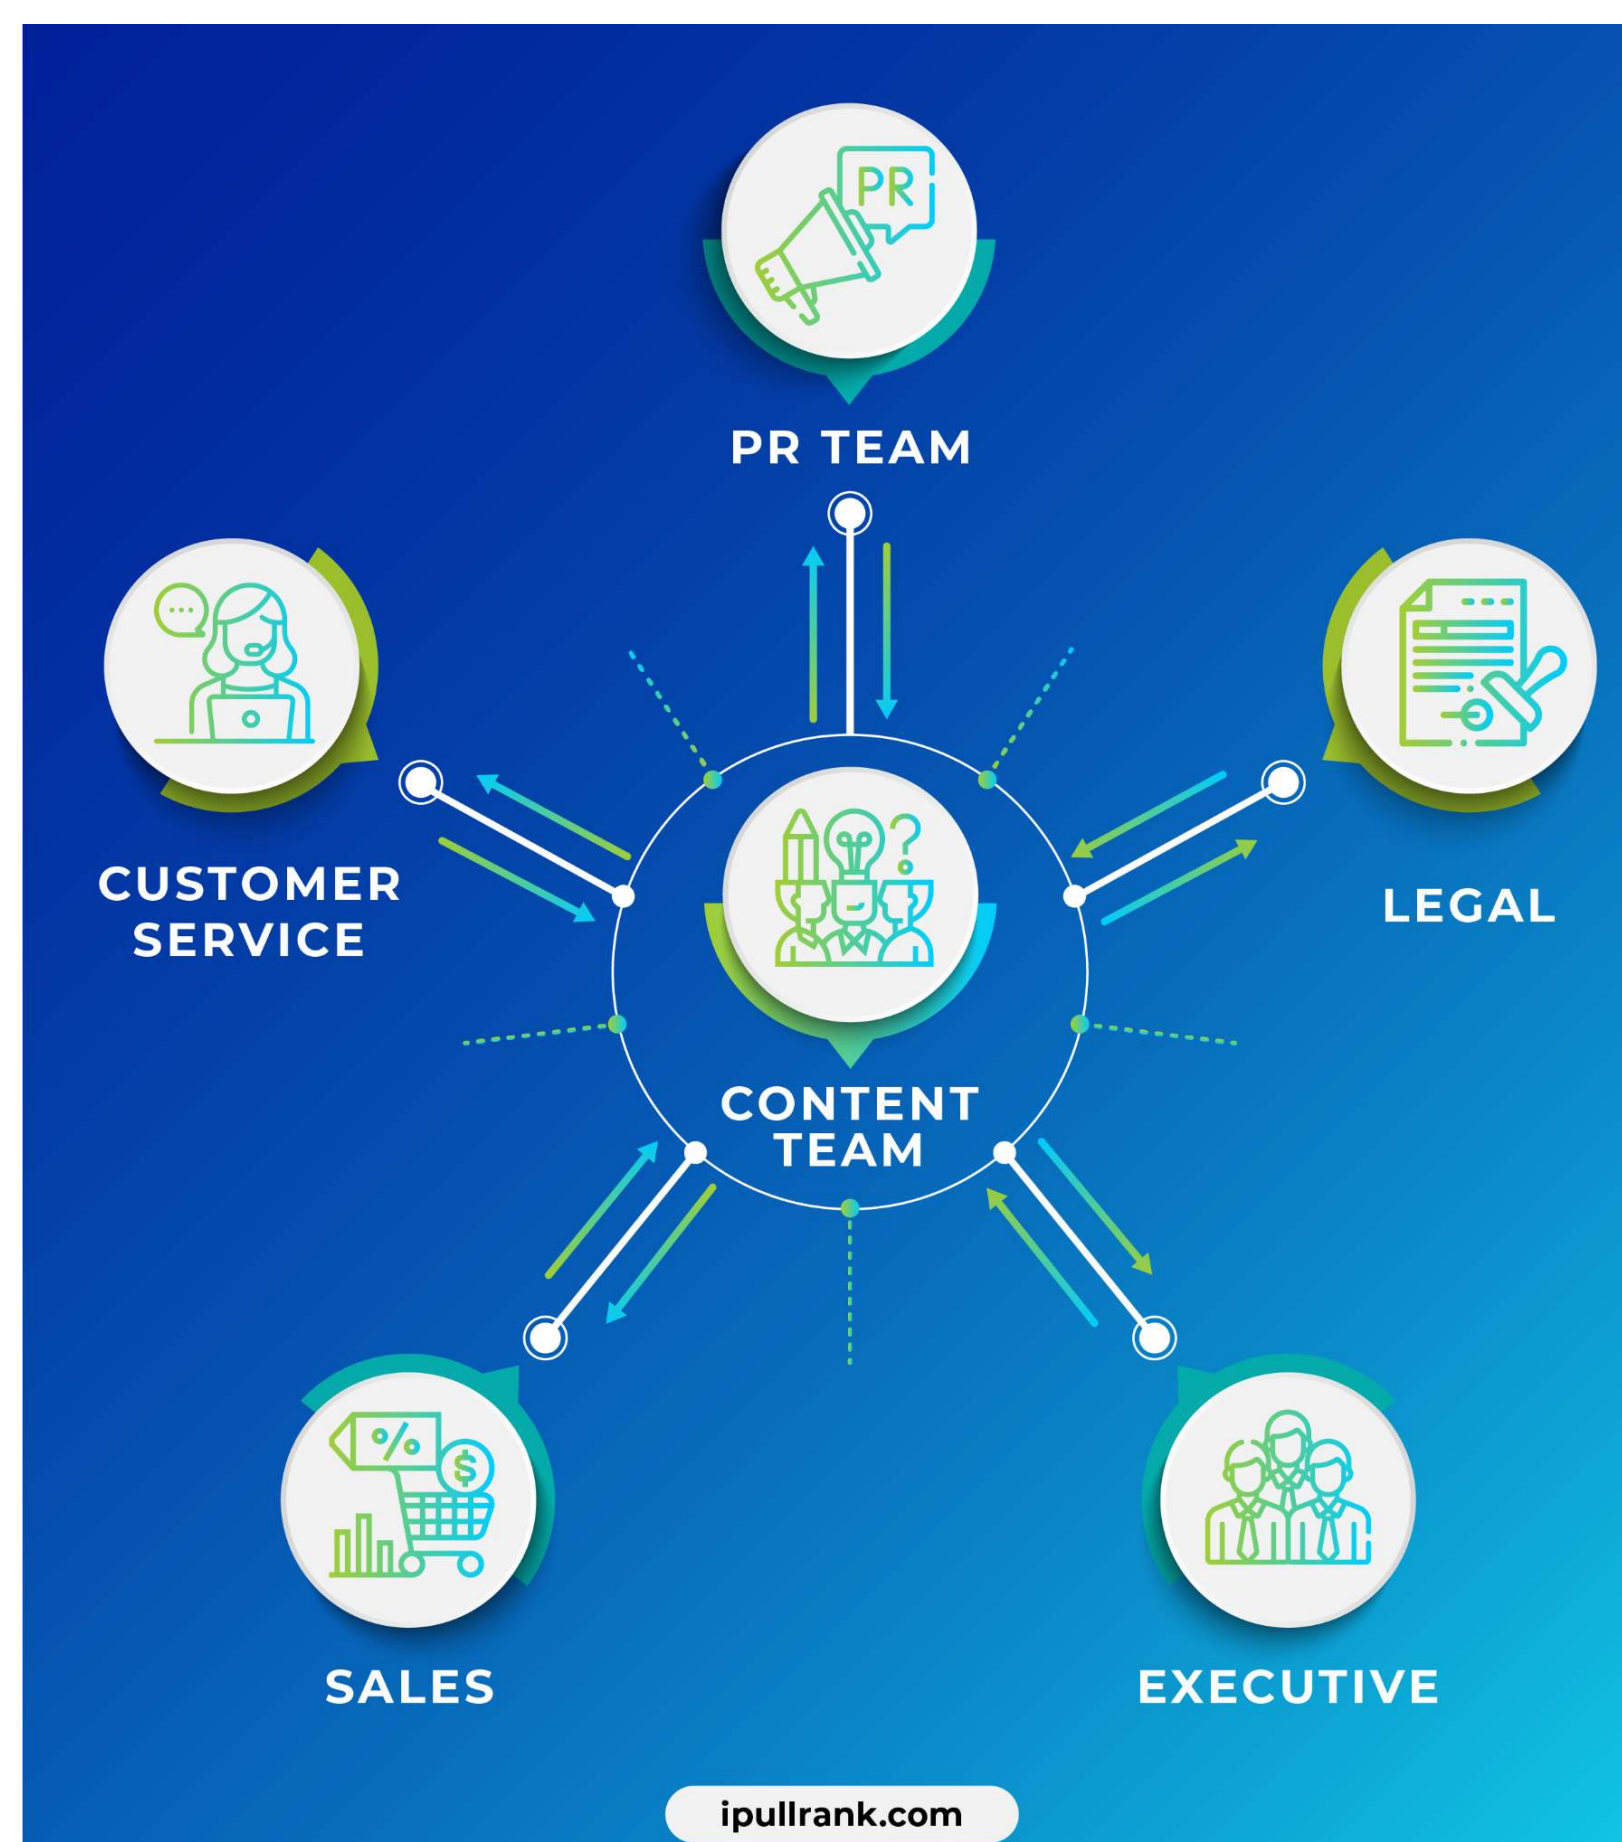 PR
PR TEAM
CUSTOMER
SERVICE
LEGAL
CONTENT
TEAM
%
$
SALES
EXECUTIVE
ipullrank.com